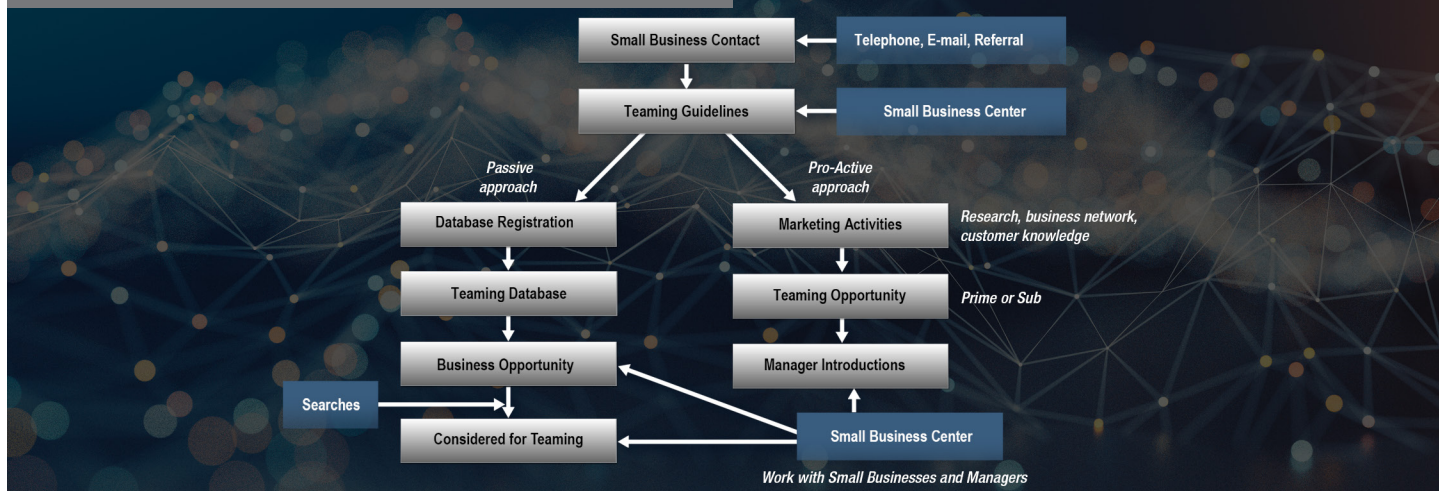 Small Business Contact
Telephone, E-mail, Referral
Teaming Guidelines
Small Business Center
Passive
approach
Pro-Active
approach
Database Registration
Marketing Activities
Research, business network,
customer knowledge
Teaming Database
Teaming Opportunity
Prime or Sub
Business Opportunity
Manager Introductions
Searches
Considered for Teaming
Small Business Center
Work with Small Businesses and Managers